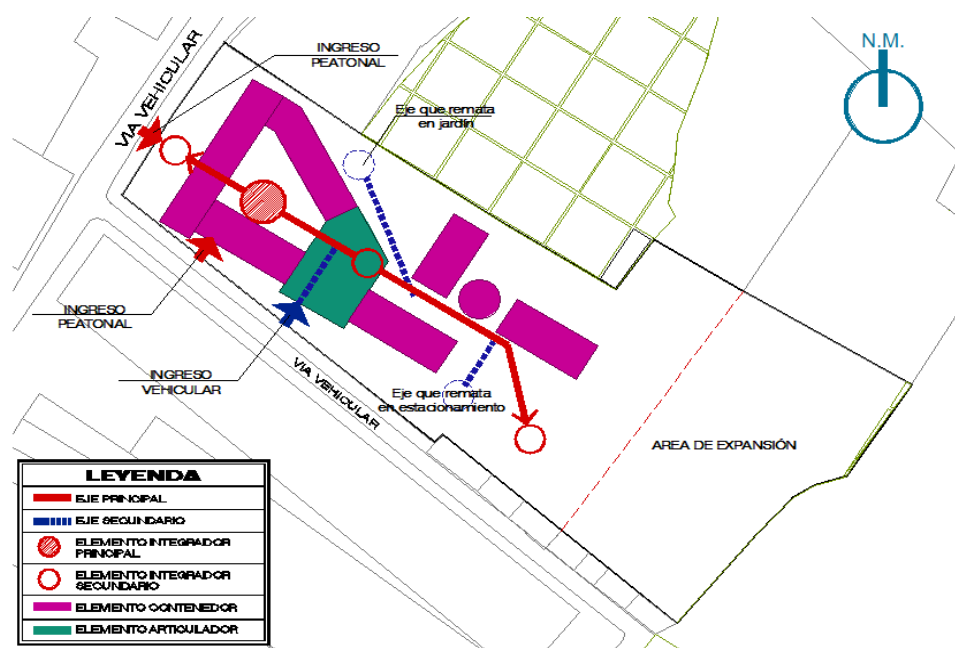 INGRESO
PEATONAL
N.M.
VIA VEHICULAR
Eje que remata
en jardín
INGRESO
PEATONAL
INGRESO
VEHICULAR
VIA VEHICULAR
Eje que remata
en estacionamiento
AREA DE EXPANSIÓN
LEYENDA
EJE PRINCIPAL
EJE SECUNDARIO
ELEMENTO INTEGRADOR
PRINCIPAL
ELEMENTO INTEGRADOR
SECUNDARIO
ELEMENTO CONTENEDOR
ELEMENTO ARTICULADOR